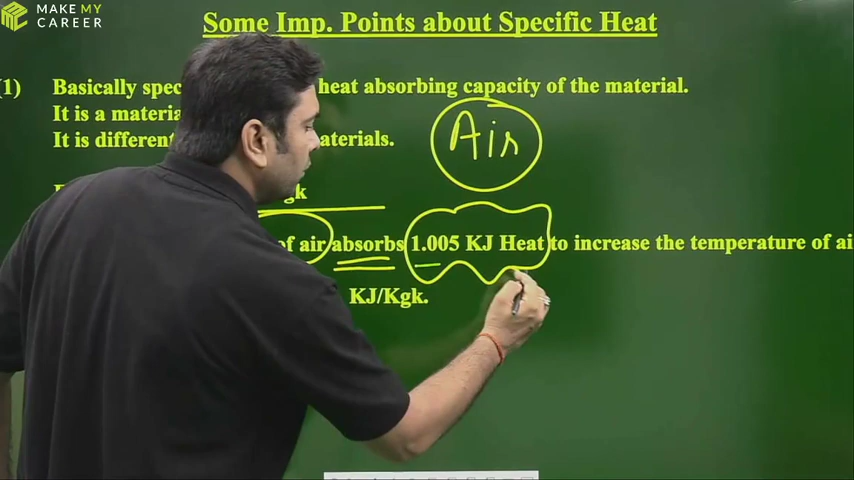 MAKE MY
CAREER
Some Imp. Points about Specific Heat
(1) Basically spec heat absorbing capacity of the material.
It is a materia
It is different aterials.
Air
gk
of air absorbs 1.005 KJ Heat to increase the temperature of ai
KJ/Kgk.